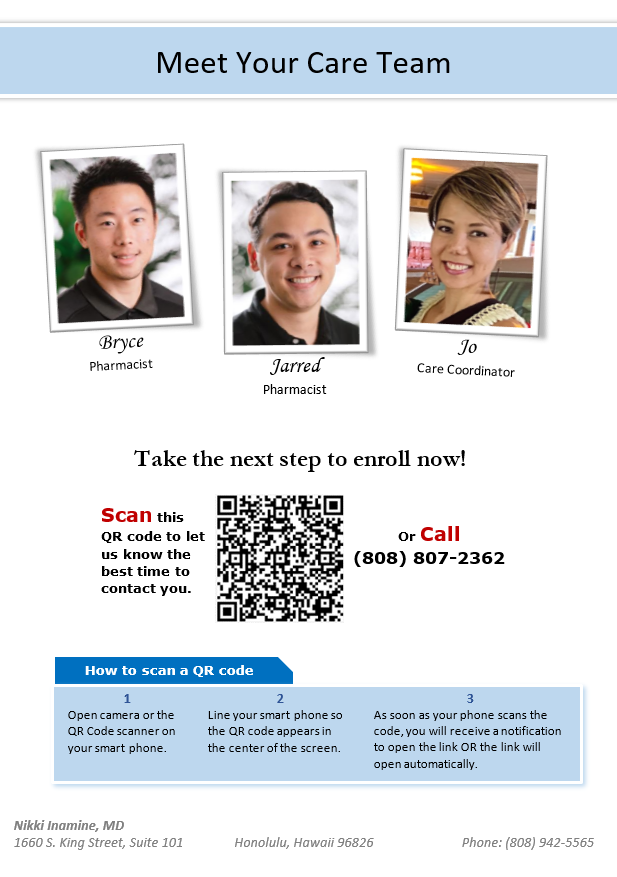 Meet Your Care Team
Bryce
Pharmacist
Jarred
Pharmacist
Jo
Care Coordinator
Take the next step to enroll now!
Scan this
QR code to let
us know the
best time to
contact you.
Or Call
(808) 807-2362
How to scan a QR code
1
Open camera or the
QR Code scanner on
your smart phone.
2
Line your smart phone so
the QR code appears in
the center of the screen.
3
As soon as your phone scans the
code, you will receive a notification
to open the link OR the link will
open automatically.
Nikki Inamine, MD
1660 S. King Street, Suite 101 Honolulu, Hawaii 96826 Phone: (808) 942-5565